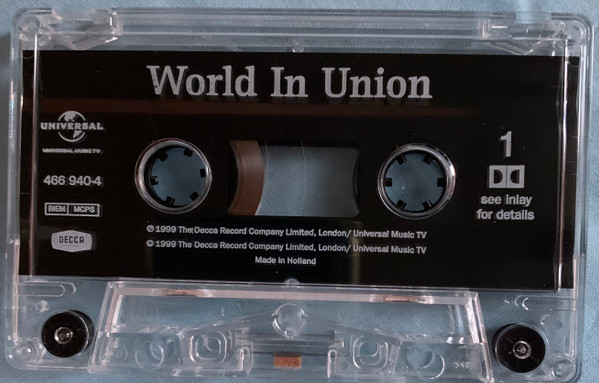 World In Union
UNIVERSAL
UNIVERSAL MUSIC TV
466 940-4
BIEM MCPS
DECCA
1
see inlay
for details
℗ 1999 The Decca Record Company Limited, London/ Universal Music TV
© 1999 The Decca Record Company Limited, London/ Universal Music TV
Made in Holland